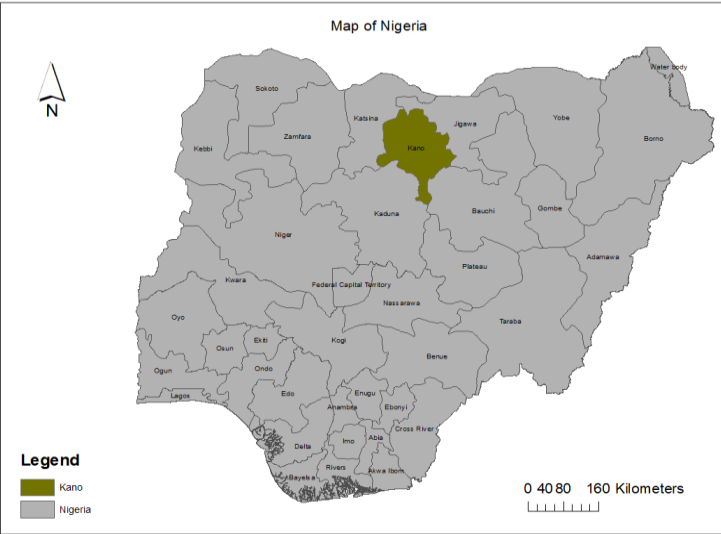 Map of Nigeria
N
Water body
Sokoto
Katsina
Jigawa
Yobe
Borno
Zamfara
Kebbi
Kano
Kaduna
Bauchi
Gombe
Niger
Adamawa
Plateau
Kwara
Federal Capital Territory
Nassarawa
Oyo
Taraba
Osun
Ekiti
Kogi
Benue
Ogun
Ondo
Lagos
Edo
Enugu
Anambra
Ebonyi
Cross River
Delta
Imo
Abia
Rivers
Akwa Ibom
Bayelsa
Legend
Kano
Nigeria
0 40 80 160 Kilometers